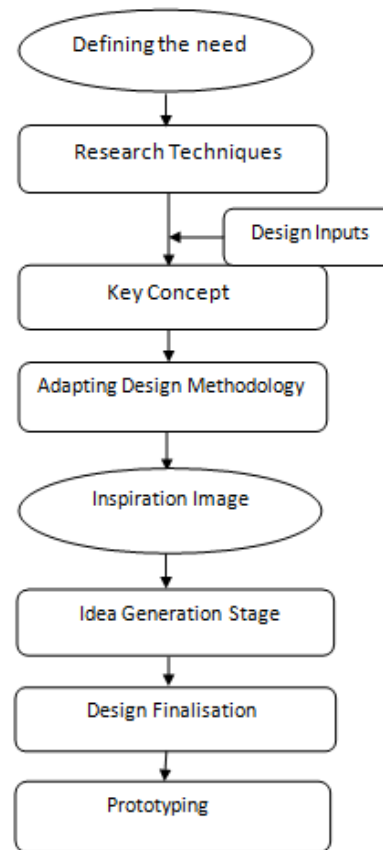 Defining the need
Research Techniques
Design Inputs
Key Concept
Adapting Design Methodology
Inspiration Image
Idea Generation Stage
Design Finalisation
Prototyping